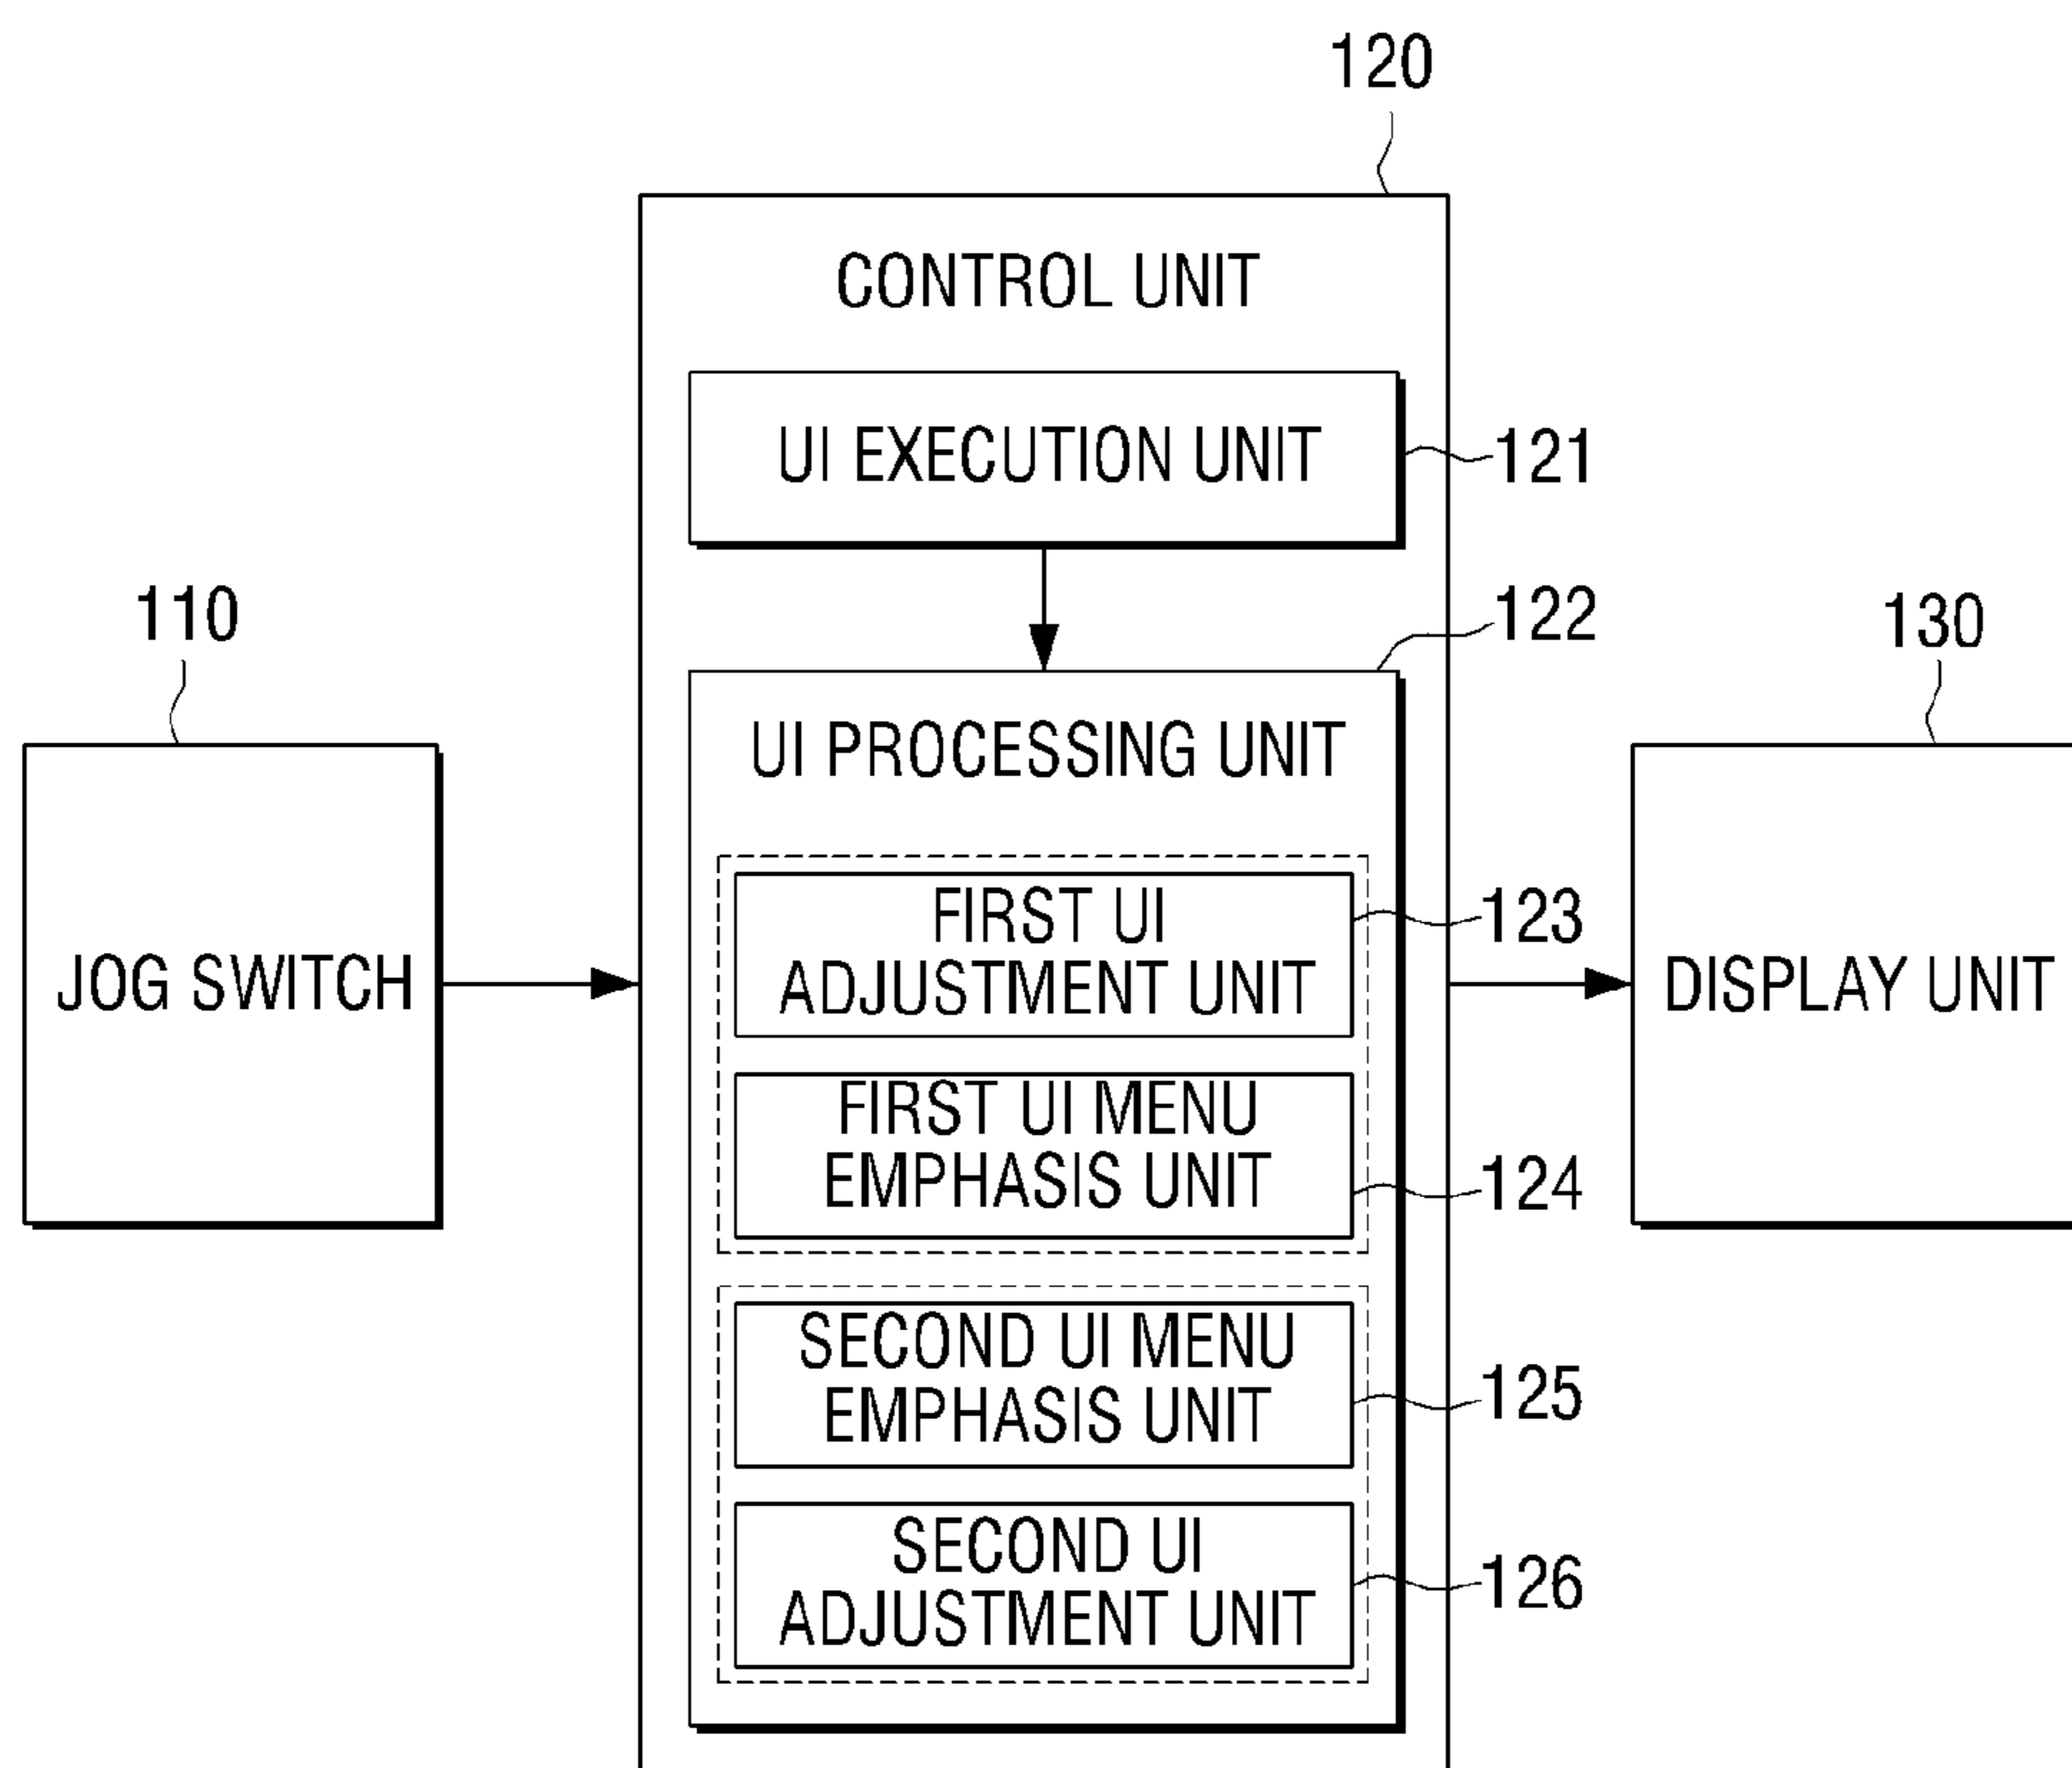 120
CONTROL UNIT
UI EXECUTION UNIT
121
110
122
130
UI PROCESSING UNIT
JOG SWITCH
FIRST UI
ADJUSTMENT UNIT
123
DISPLAY UNIT
FIRST UI MENU
EMPHASIS UNIT
124
SECOND UI MENU
EMPHASIS UNIT
125
SECOND UI
ADJUSTMENT UNIT
126